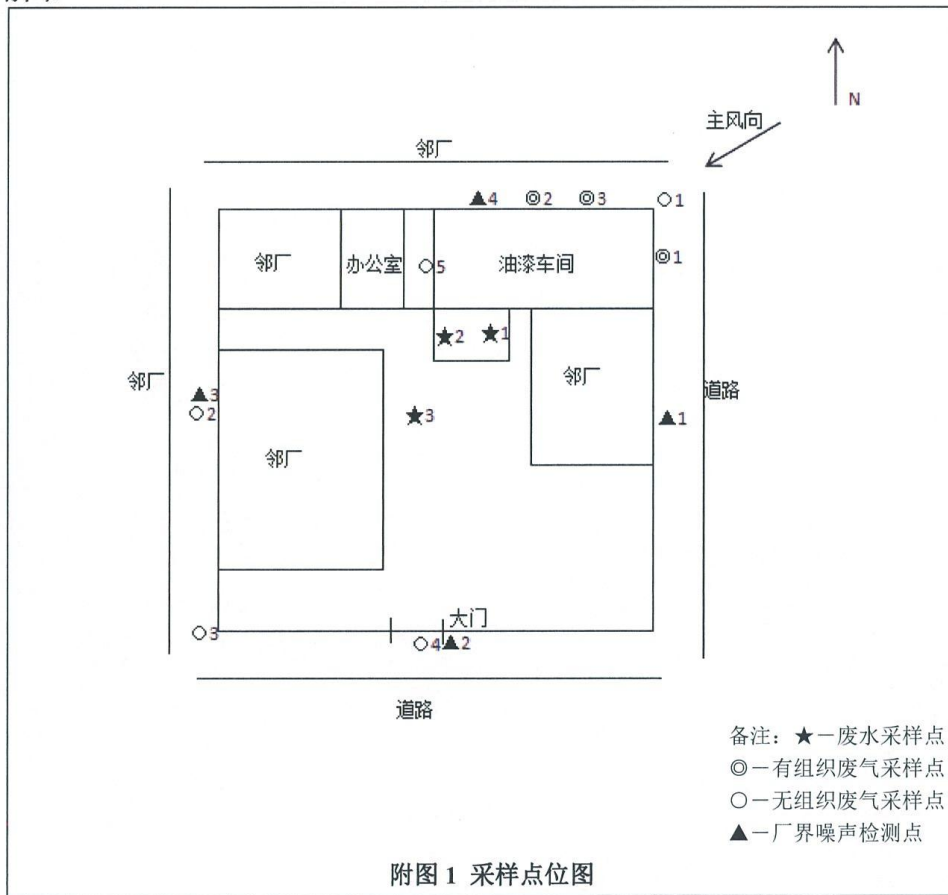 N
主风向
邻厂
▲4 ◎2 ◎3 ○1
邻厂 办公室 ○5 油漆车间 ◎1
★2 ★1
邻厂 邻厂 道路
▲3
○2 ★3 ▲1
邻厂
大门
○3 ○4 ▲2
道路
备注：★－废水采样点
◎－有组织废气采样点
○－无组织废气采样点
▲－厂界噪声检测点
附图 1 采样点位图